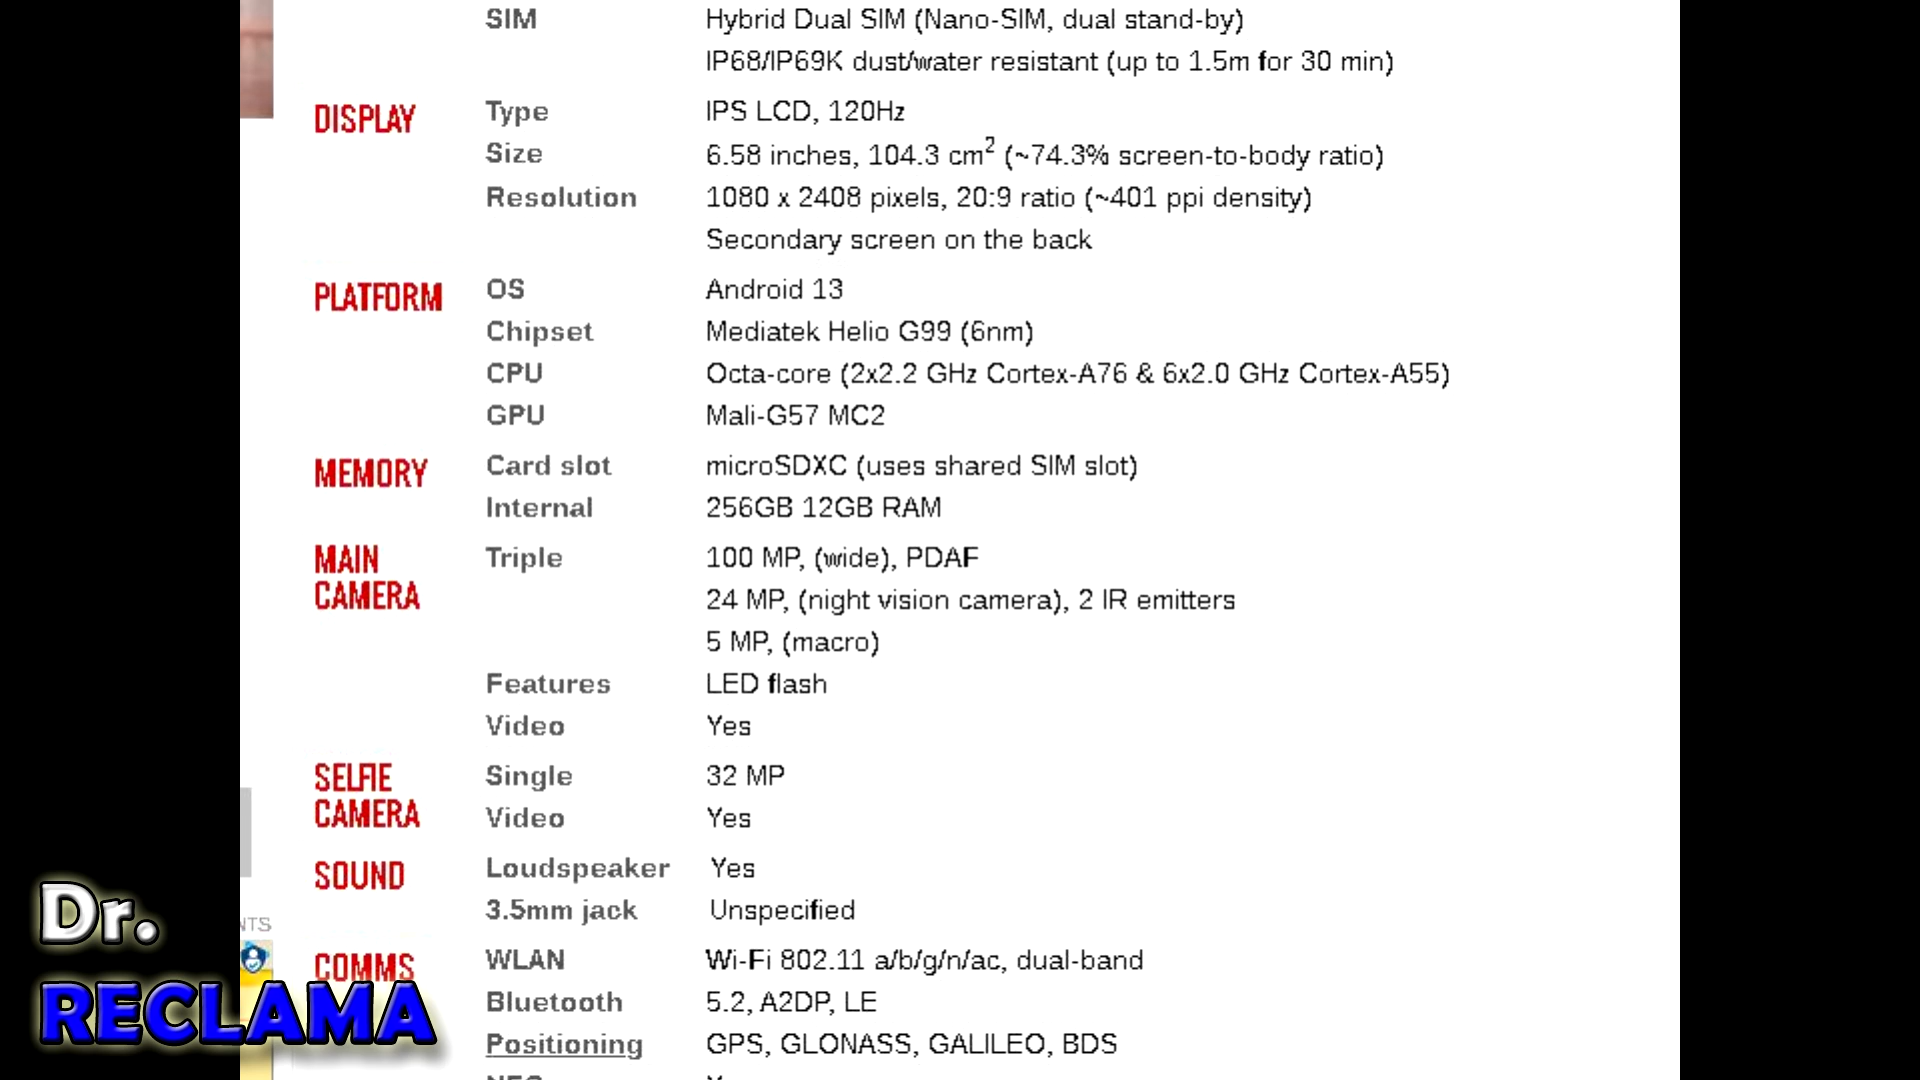 SIM Hybrid Dual SIM (Nano-SIM, dual stand-by)
IP68/IP69K dust/water resistant (up to 1.5m for 30 min)
DISPLAY Type IPS LCD, 120Hz
Size 6.58 inches, 104.3 cm² (~74.3% screen-to-body ratio)
Resolution 1080 x 2408 pixels, 20:9 ratio (~401 ppi density)
Secondary screen on the back
PLATFORM OS Android 13
Chipset Mediatek Helio G99 (6nm)
CPU Octa-core (2x2.2 GHz Cortex-A76 & 6x2.0 GHz Cortex-A55)
GPU Mali-G57 MC2
MEMORY Card slot microSDXC (uses shared SIM slot)
Internal 256GB 12GB RAM
MAIN CAMERA Triple 100 MP, (wide), PDAF
24 MP, (night vision camera), 2 IR emitters
5 MP, (macro)
Features LED flash
Video Yes
SELFIE CAMERA Single 32 MP
Video Yes
SOUND Loudspeaker Yes
3.5mm jack Unspecified
COMMS WLAN Wi-Fi 802.11 a/b/g/n/ac, dual-band
Bluetooth 5.2, A2DP, LE
Positioning GPS, GLONASS, GALILEO, BDS
Dr.
RECLAMA